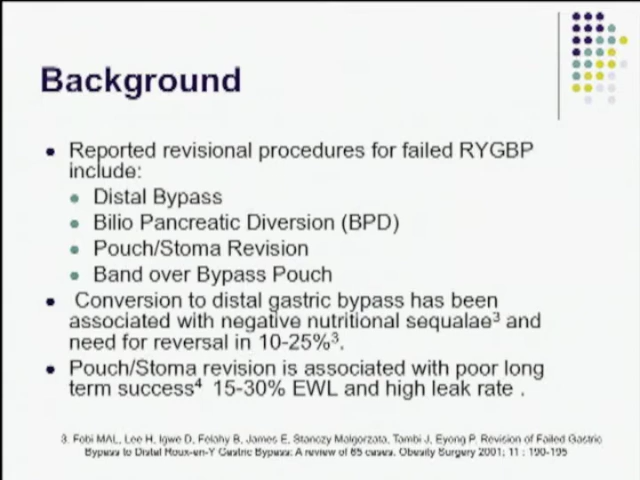 Background
• Reported revisional procedures for failed RYGBP
include:
• Distal Bypass
• Bilio Pancreatic Diversion (BPD)
• Pouch/Stoma Revision
• Band over Bypass Pouch
• Conversion to distal gastric bypass has been
associated with negative nutritional sequalae³ and
need for reversal in 10-25%³.
• Pouch/Stoma revision is associated with poor long
term success⁴ 15-30% EWL and high leak rate .
3. Fobi MAL, Lee H, Igwe D, Felahy B, James E, Stanczy Malgorzata, Tambi J, Eyong P. Revision of Failed Gastric
Bypass to Distal Roux-en-Y Gastric Bypass: A review of 65 cases. Obesity Surgery 2001; 11 : 190-195